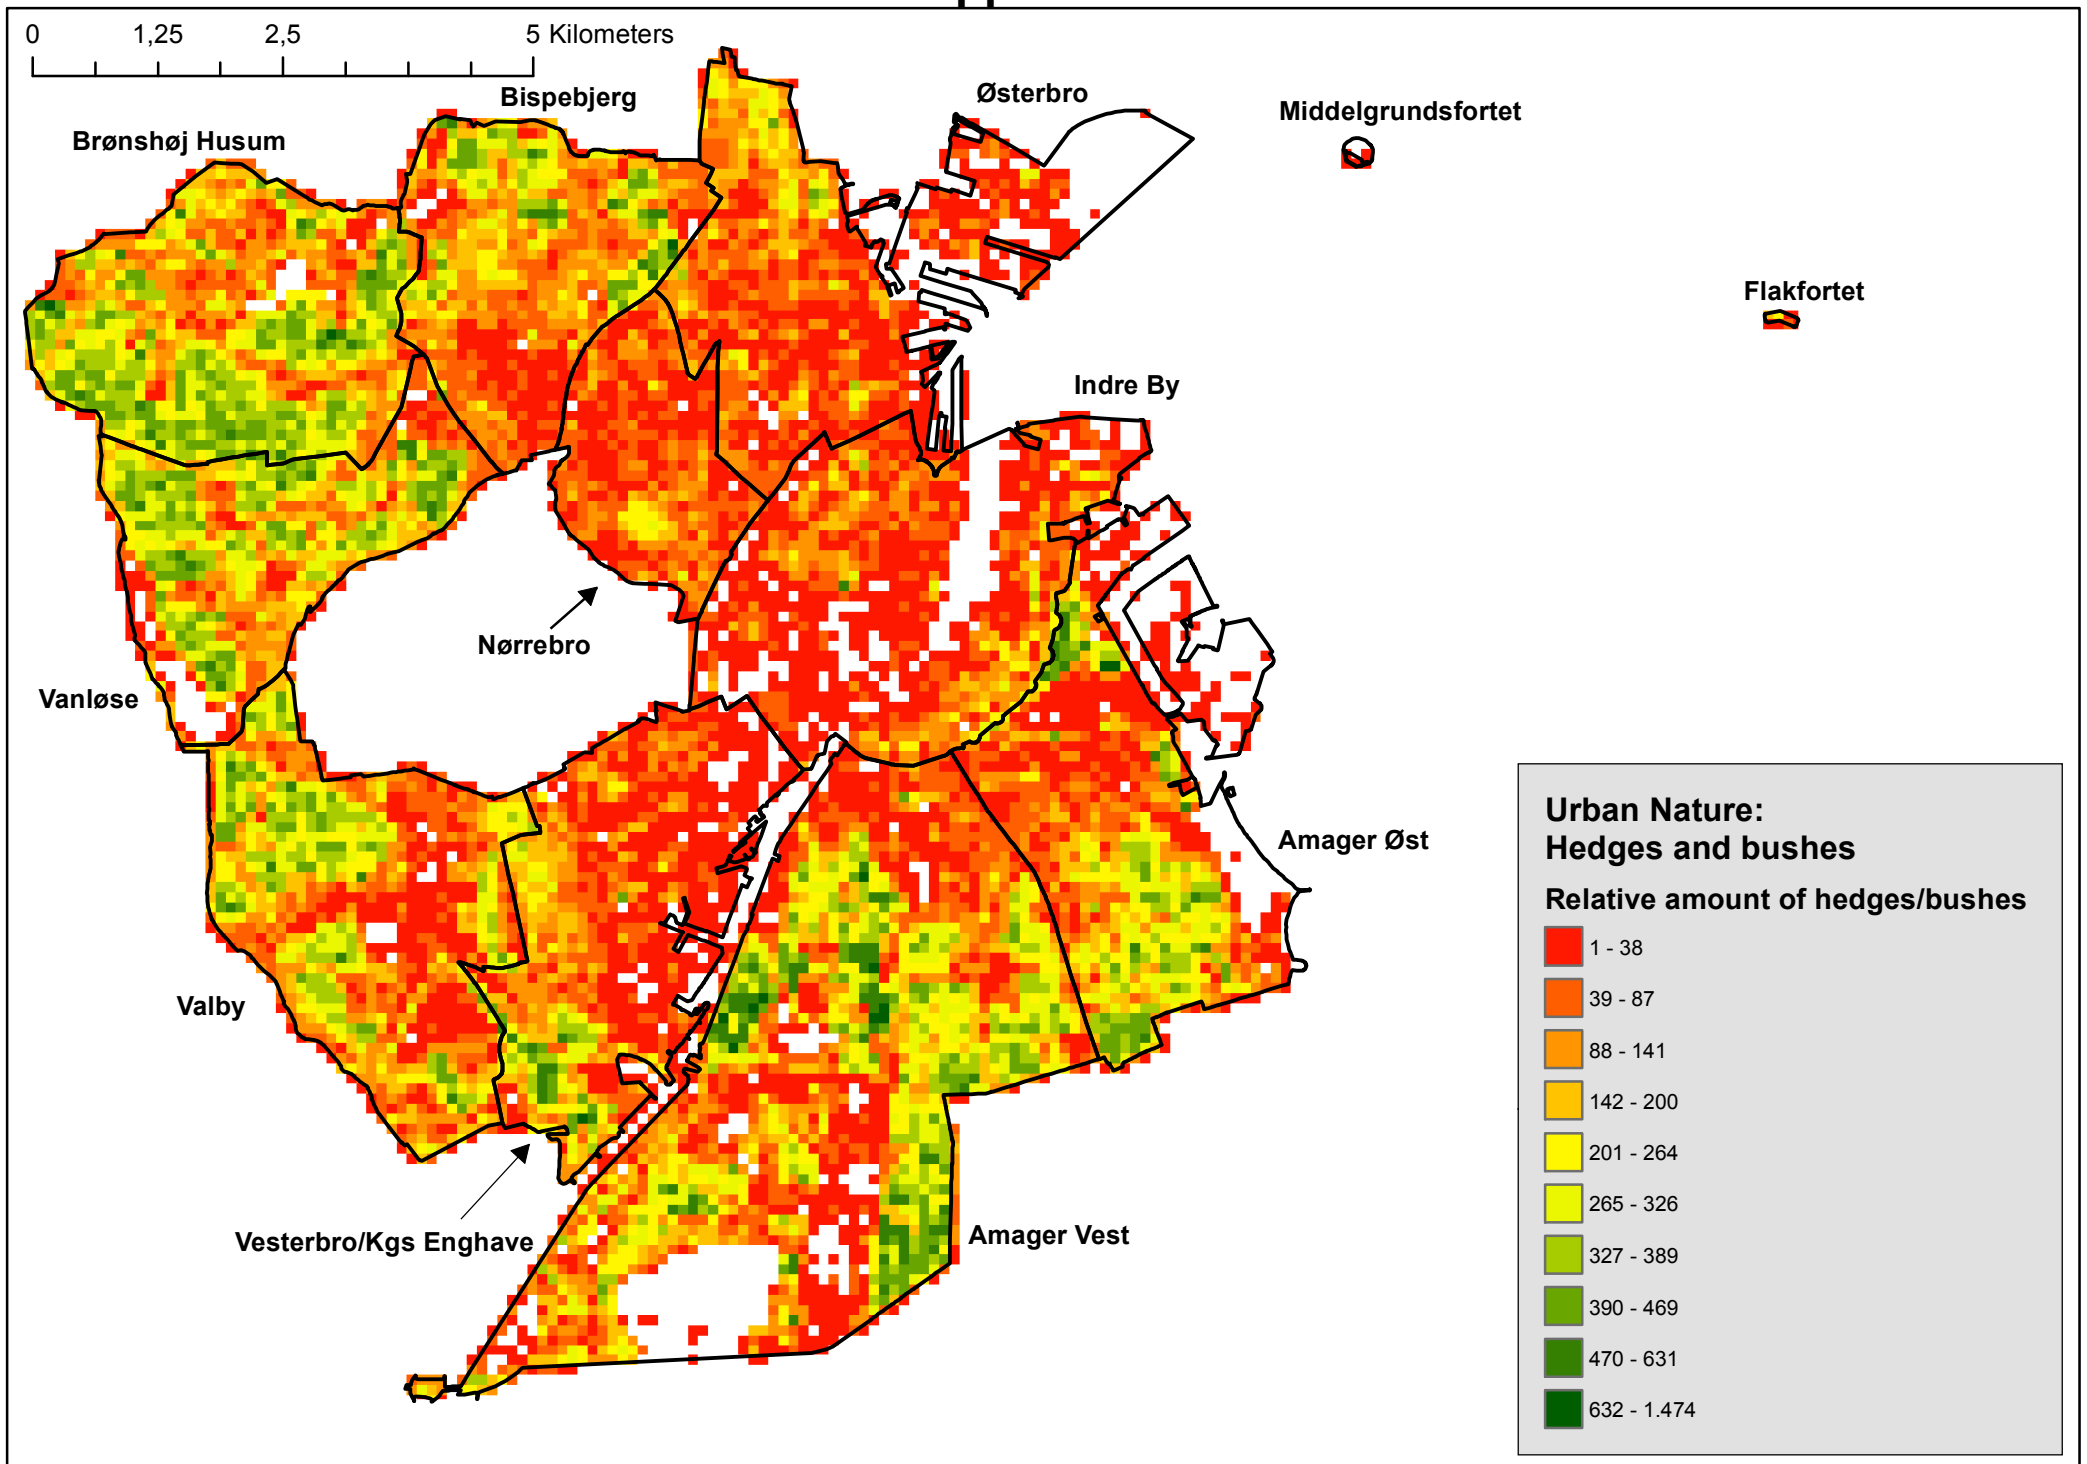 0 1,25 2,5 5 Kilometers
Bispebjerg
Østerbro
Middelgrundsfortet
Brønshøj Husum
Flakfortet
Indre By
Nørrebro
Vanløse
Amager Øst
Valby
Vesterbro/Kgs Enghave
Amager Vest
Urban Nature:
Hedges and bushes
Relative amount of hedges/bushes
1 - 38
39 - 87
88 - 141
142 - 200
201 - 264
265 - 326
327 - 389
390 - 469
470 - 631
632 - 1.474